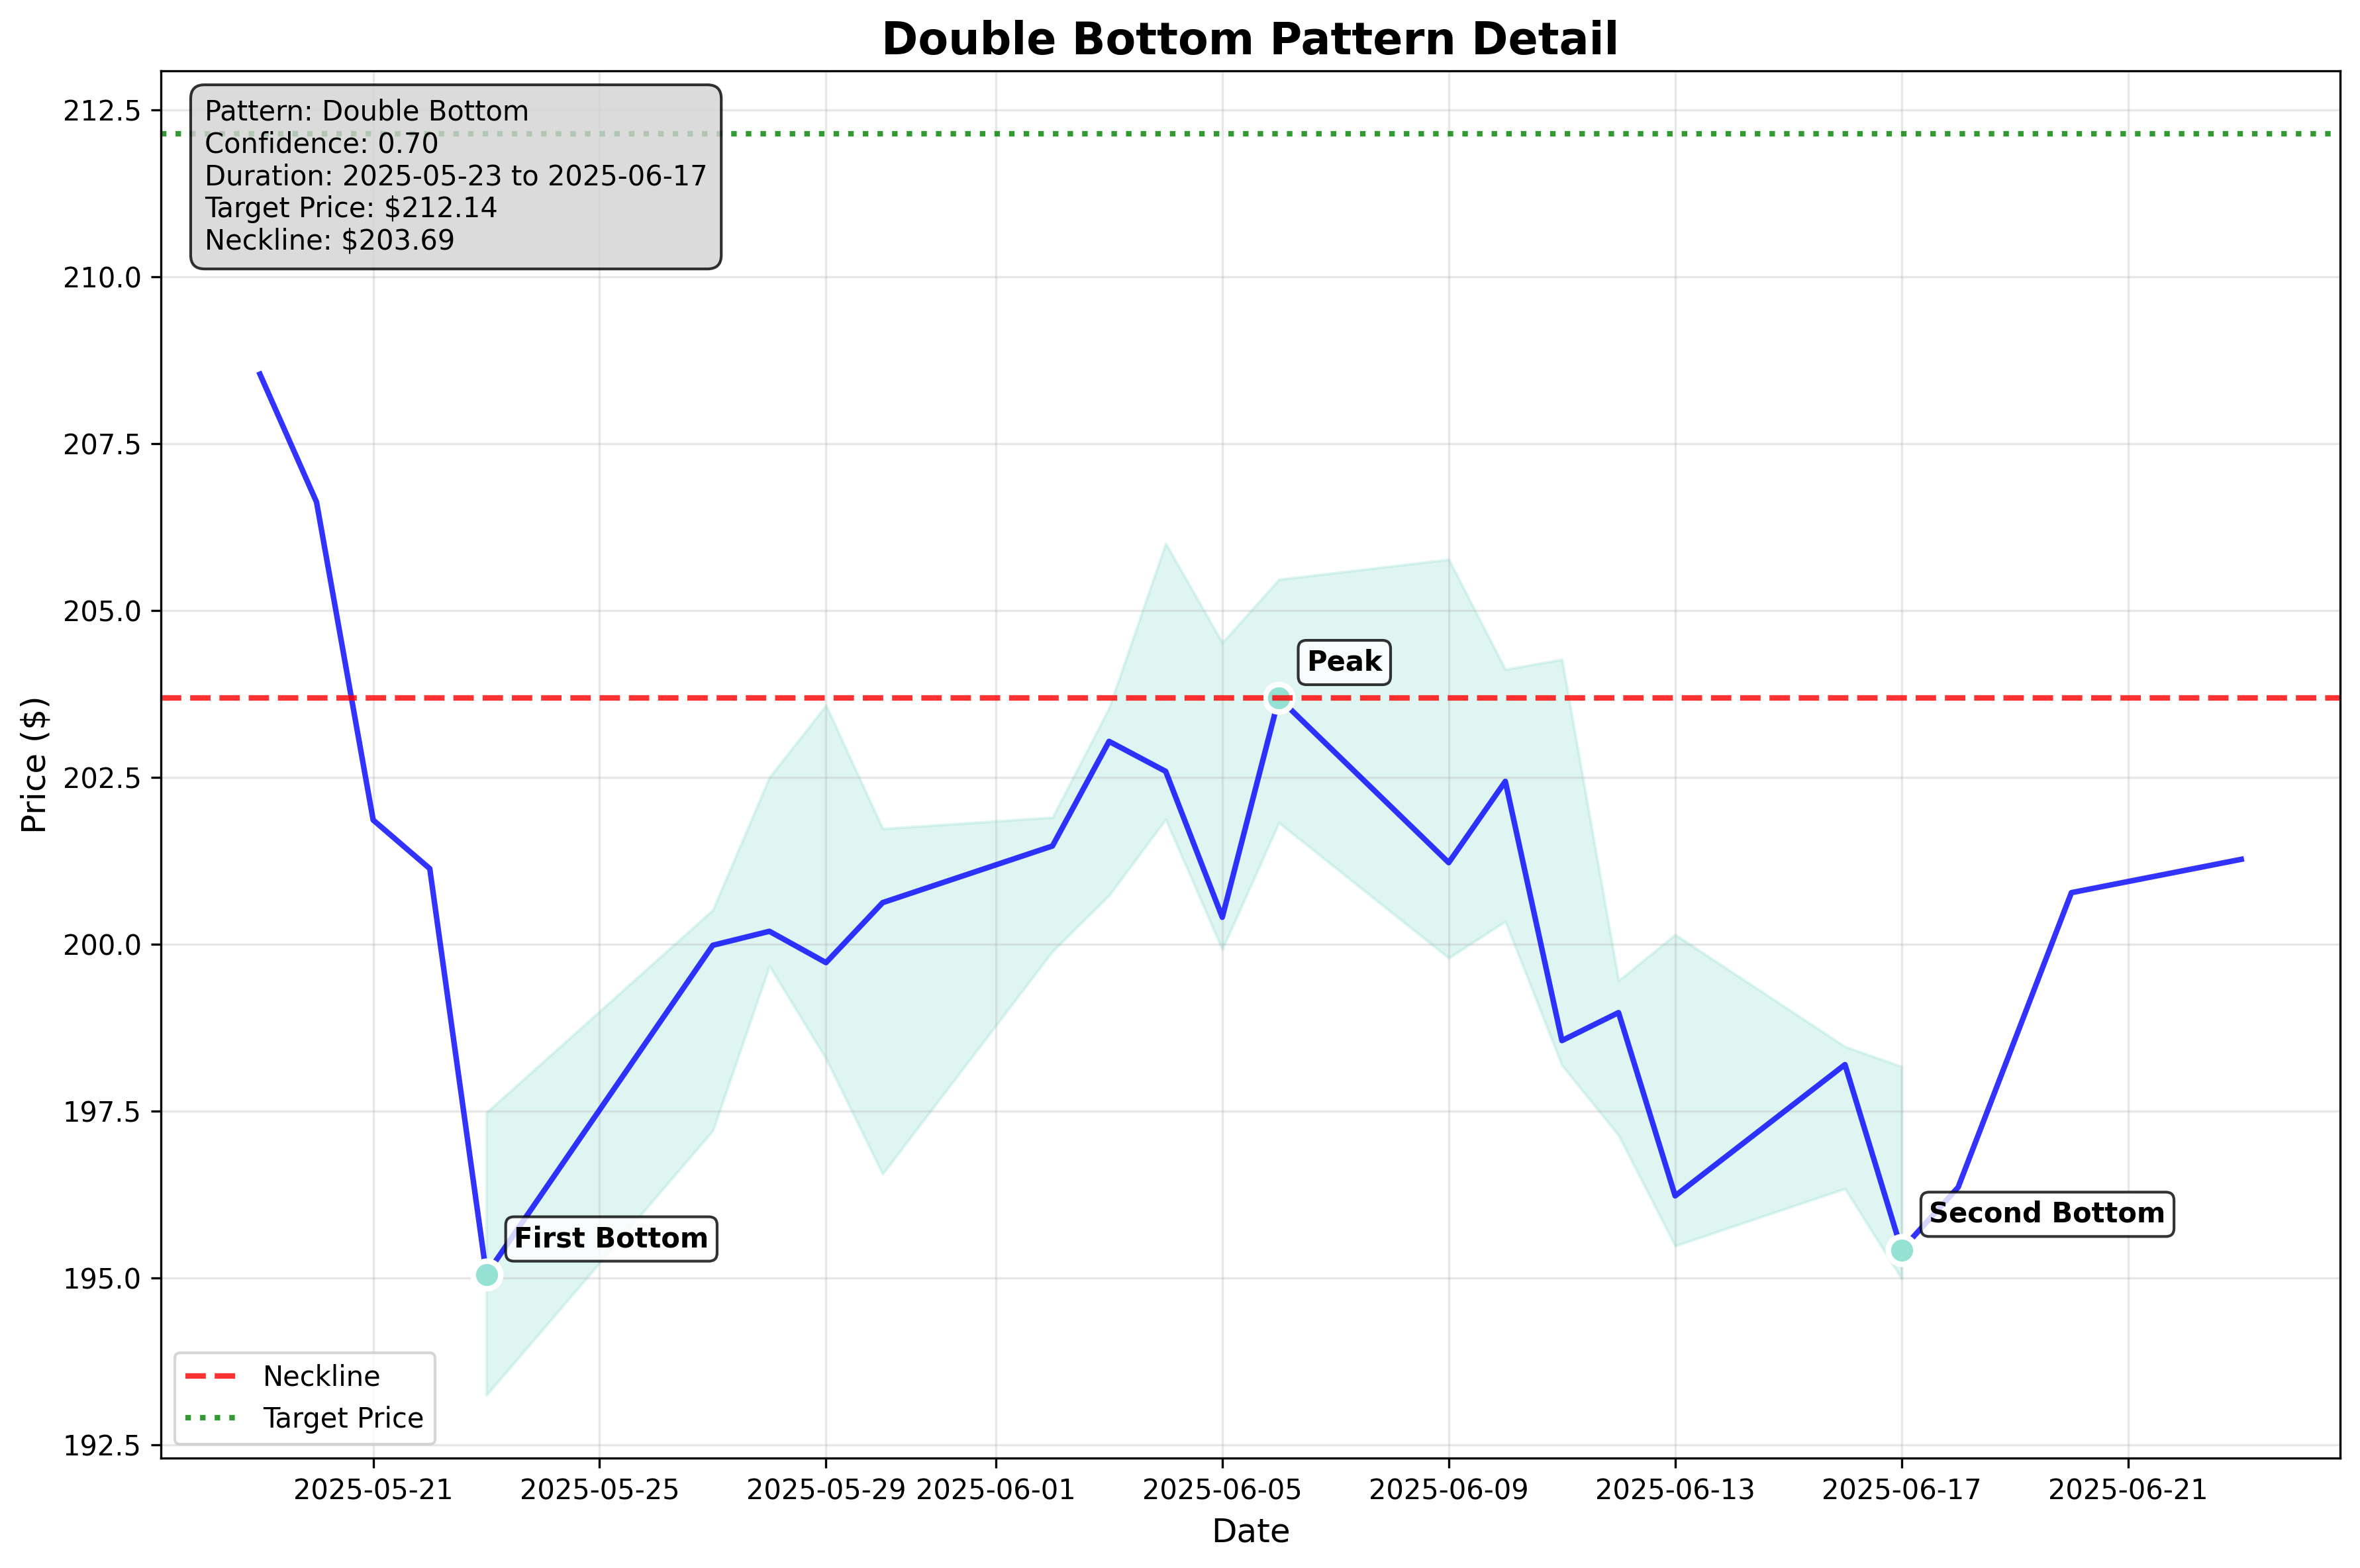 Double Bottom Pattern Detail
Pattern: Double Bottom
Confidence: 0.70
Duration: 2025-05-23 to 2025-06-17
Target Price: $212.14
Neckline: $203.69
212.5
210.0
207.5
205.0
202.5
200.0
197.5
195.0
192.5
Price ($)
Peak
First Bottom
Second Bottom
Neckline
Target Price
2025-05-21
2025-05-25
2025-05-29
2025-06-01
2025-06-05
2025-06-09
2025-06-13
2025-06-17
2025-06-21
Date